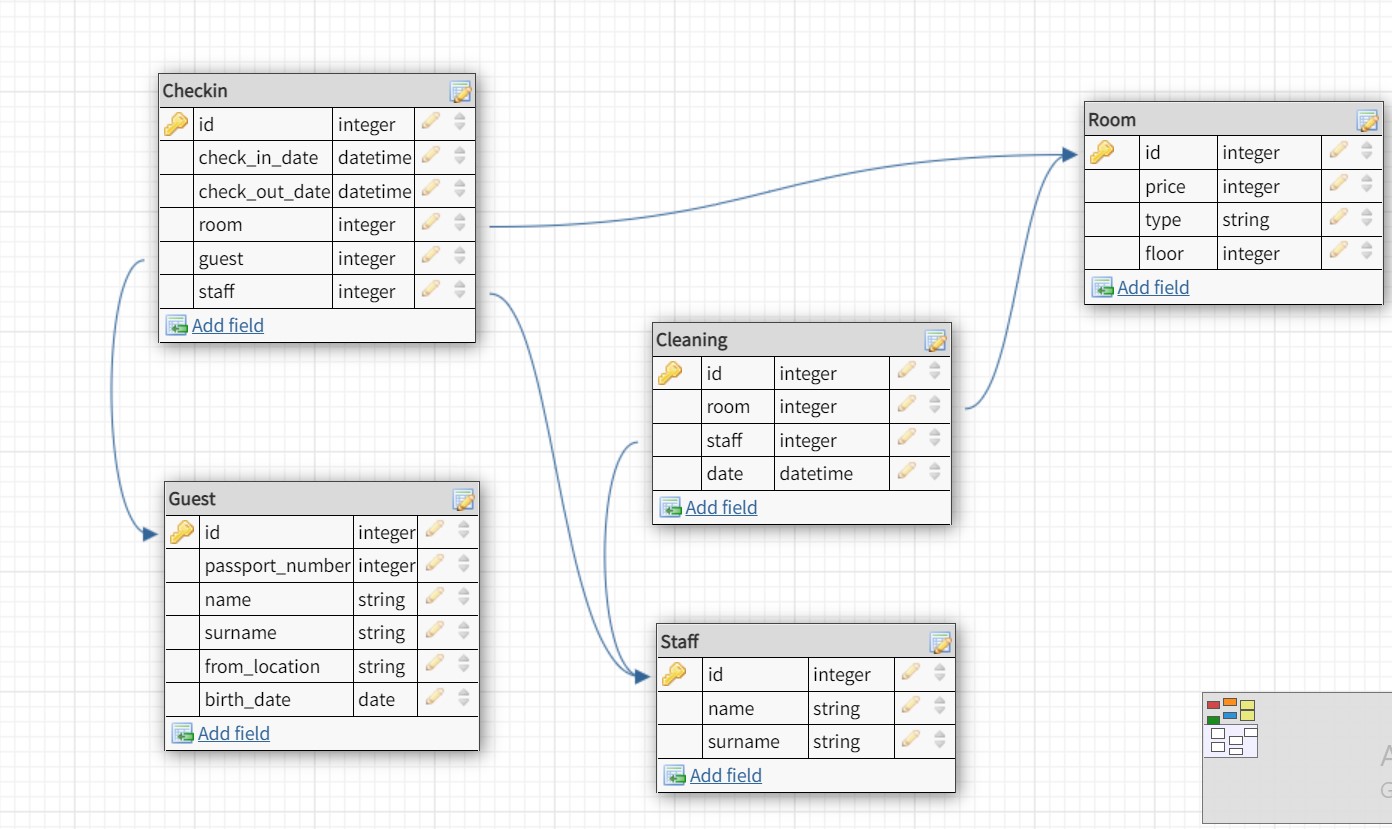 Checkin
id integer
check_in_date datetime
check_out_date datetime
room integer
guest integer
staff integer
Add field
Room
id integer
price integer
type string
floor integer
Add field
Cleaning
id integer
room integer
staff integer
date datetime
Add field
Guest
id integer
passport_number integer
name string
surname string
from_location string
birth_date date
Add field
Staff
id integer
name string
surname string
Add field